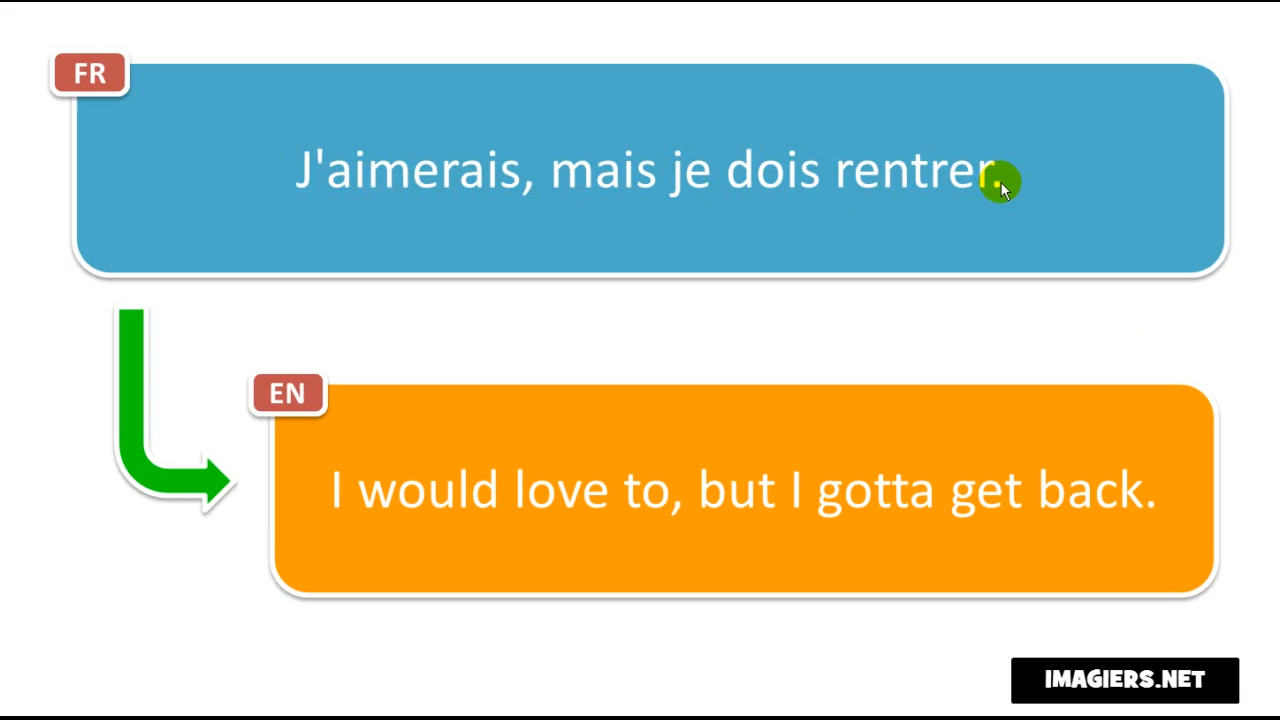 FR
J'aimerais, mais je dois rentrer.
EN
I would love to, but I gotta get back.
IMAGIERS.NET